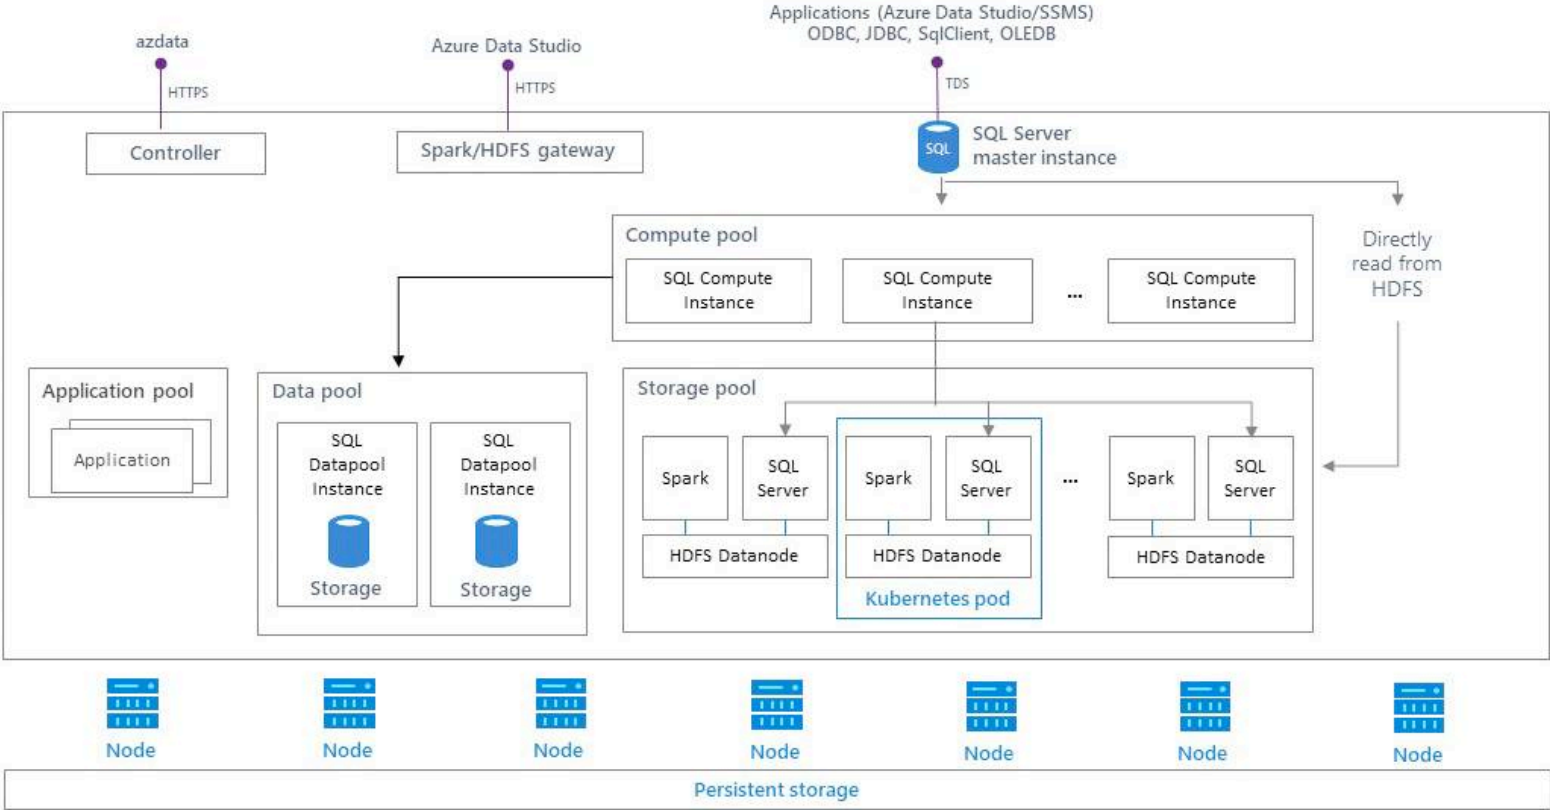 Applications (Azure Data Studio/SSMS)
ODBC, JDBC, SqlClient, OLEDB
azdata
Azure Data Studio
HTTPS
HTTPS
TDS
Controller
Spark/HDFS gateway
SQL
SQL Server
master instance
Compute pool
SQL Compute
Instance
SQL Compute
Instance
...
SQL Compute
Instance
Directly
read from
HDFS
Application pool
Application
Data pool
SQL
Datapool
Instance
Storage
SQL
Datapool
Instance
Storage
Storage pool
Spark
SQL
Server
HDFS Datanode
Spark
SQL
Server
HDFS Datanode
Kubernetes pod
...
Spark
SQL
Server
HDFS Datanode
Node
Node
Node
Node
Node
Node
Node
Persistent storage